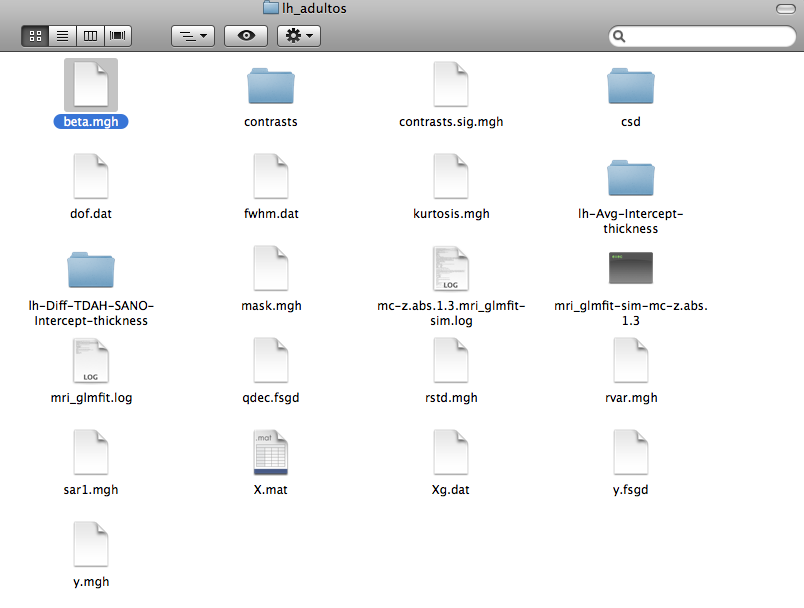 lh_adultos
beta.mgh
contrasts
contrasts.sig.mgh
csd
dof.dat
fwhm.dat
kurtosis.mgh
lh-Avg-Intercept-
thickness
lh-Diff-TDAH-SANO-
Intercept-thickness
mask.mgh
LOG
mc-z.abs.1.3.mri_glmfit-
sim.log
exec
mri_glmfit-sim-mc-z.abs.
1.3
LOG
mri_glmfit.log
qdec.fsgd
rstd.mgh
rvar.mgh
sar1.mgh
.mat
X.mat
Xg.dat
y.fsgd
y.mgh